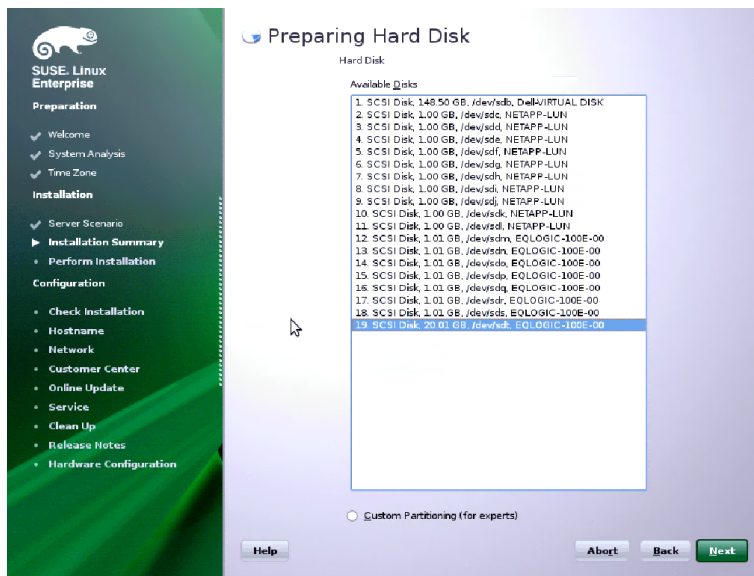 SUSE. Linux
Enterprise
Preparation
Welcome
System Analysis
Time Zone
Installation
Server Scenario
Installation Summary
Perform Installation
Configuration
Check Installation
Hostname
Network
Customer Center
Online Update
Service
Clean Up
Release Notes
Hardware Configuration
Preparing Hard Disk
Hard Disk
Available Disks
1. SCSI Disk, 148.50 GB, /dev/sdb, Dell-VIRTUAL DISK
2. SCSI Disk, 1.00 GB, /dev/sdc, NETAPP-LUN
3. SCSI Disk, 1.00 GB, /dev/sdd, NETAPP-LUN
4. SCSI Disk, 1.00 GB, /dev/sde, NETAPP-LUN
5. SCSI Disk, 1.00 GB, /dev/sdf, NETAPP-LUN
6. SCSI Disk, 1.00 GB, /dev/sdg, NETAPP-LUN
7. SCSI Disk, 1.00 GB, /dev/sdh, NETAPP-LUN
8. SCSI Disk, 1.00 GB, /dev/sdi, NETAPP-LUN
9. SCSI Disk, 1.00 GB, /dev/sdj, NETAPP-LUN
10. SCSI Disk, 1.00 GB, /dev/sdk, NETAPP-LUN
11. SCSI Disk, 1.00 GB, /dev/sdl, NETAPP-LUN
12. SCSI Disk, 1.01 GB, /dev/sdm, EQLOGIC-100E-00
13. SCSI Disk, 1.01 GB, /dev/sdn, EQLOGIC-100E-00
14. SCSI Disk, 1.01 GB, /dev/sdo, EQLOGIC-100E-00
15. SCSI Disk, 1.01 GB, /dev/sdp, EQLOGIC-100E-00
16. SCSI Disk, 1.01 GB, /dev/sdq, EQLOGIC-100E-00
17. SCSI Disk, 1.01 GB, /dev/sdr, EQLOGIC-100E-00
18. SCSI Disk, 1.01 GB, /dev/sds, EQLOGIC-100E-00
19. SCSI Disk, 20.01 GB, /dev/sdt, EQLOGIC-100E-00
Custom Partitioning (for experts)
Help
Abort
Back
Next